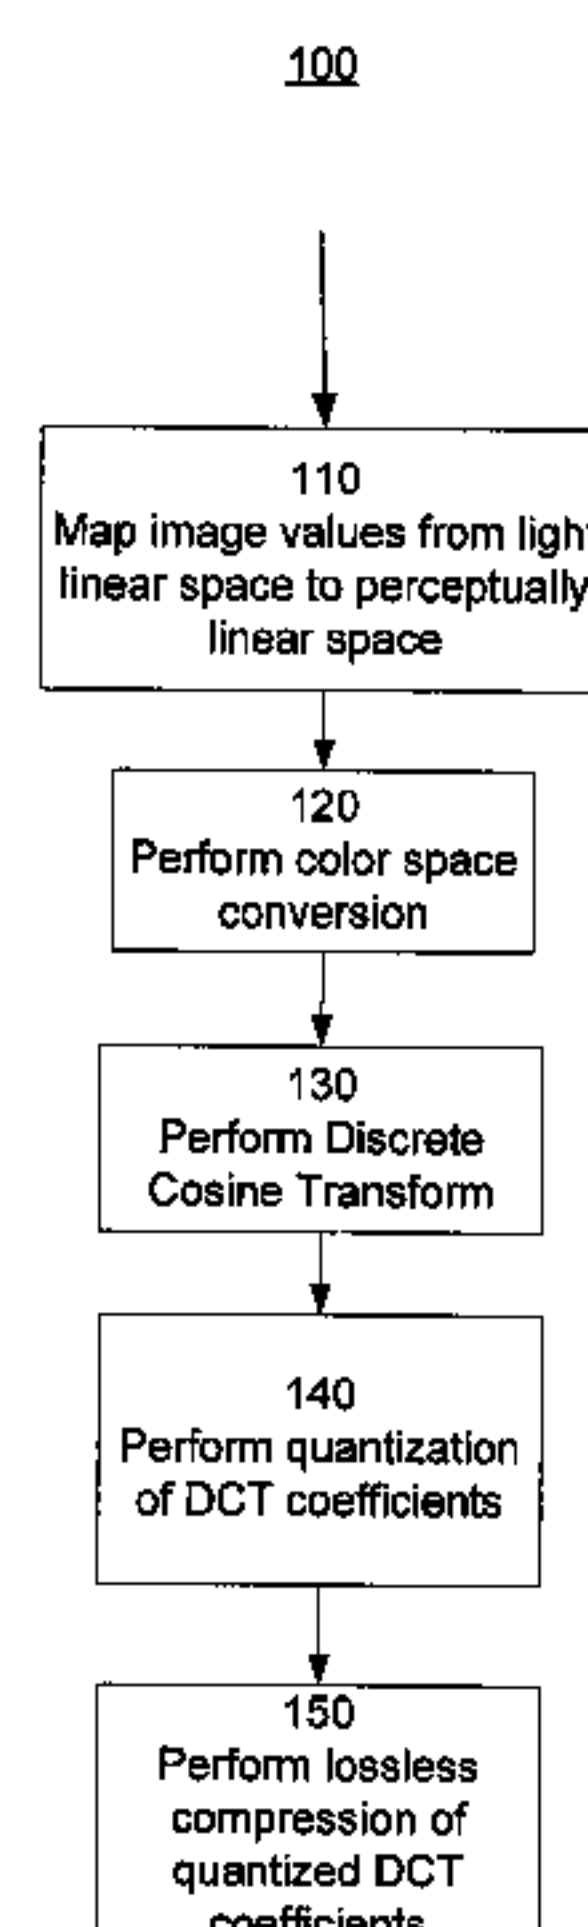 100
110
Map image values from light
linear space to perceptually
linear space
120
Perform color space
conversion
130
Perform Discrete
Cosine Transform
140
Perform quantization
of DCT coefficients
150
Perform lossless
compression of
quantized DCT
coefficients